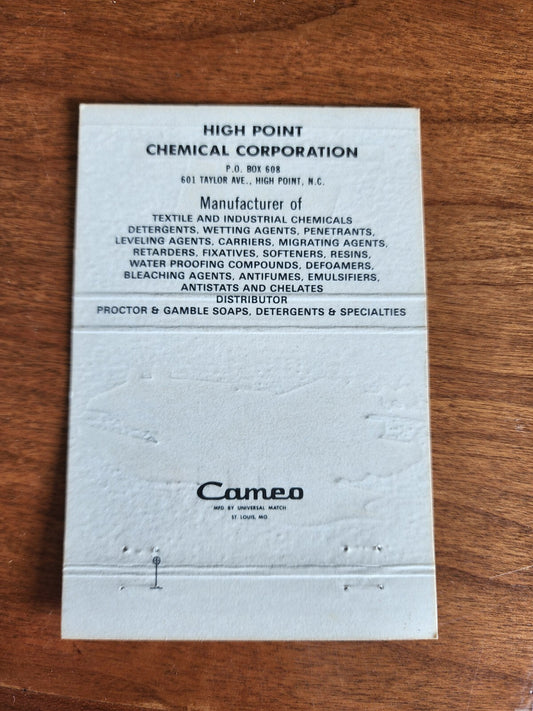 HIGH POINT
CHEMICAL CORPORATION
P.O. BOX 608
601 TAYLOR AVE., HIGH POINT, N.C.
Manufacturer of
TEXTILE AND INDUSTRIAL CHEMICALS
DETERGENTS, WETTING AGENTS, PENETRANTS,
LEVELING AGENTS, CARRIERS, MIGRATING AGENTS,
RETARDERS, FIXATIVES, SOFTENERS, RESINS,
WATER PROOFING COMPOUNDS, DEFOAMERS,
BLEACHING AGENTS, ANTIFUMES, EMULSIFIERS,
ANTISTATS AND CHELATES
DISTRIBUTOR
PROCTOR & GAMBLE SOAPS, DETERGENTS & SPECIALTIES
Cameo
MFD BY UNIVERSAL MATCH
ST. LOUIS, MO